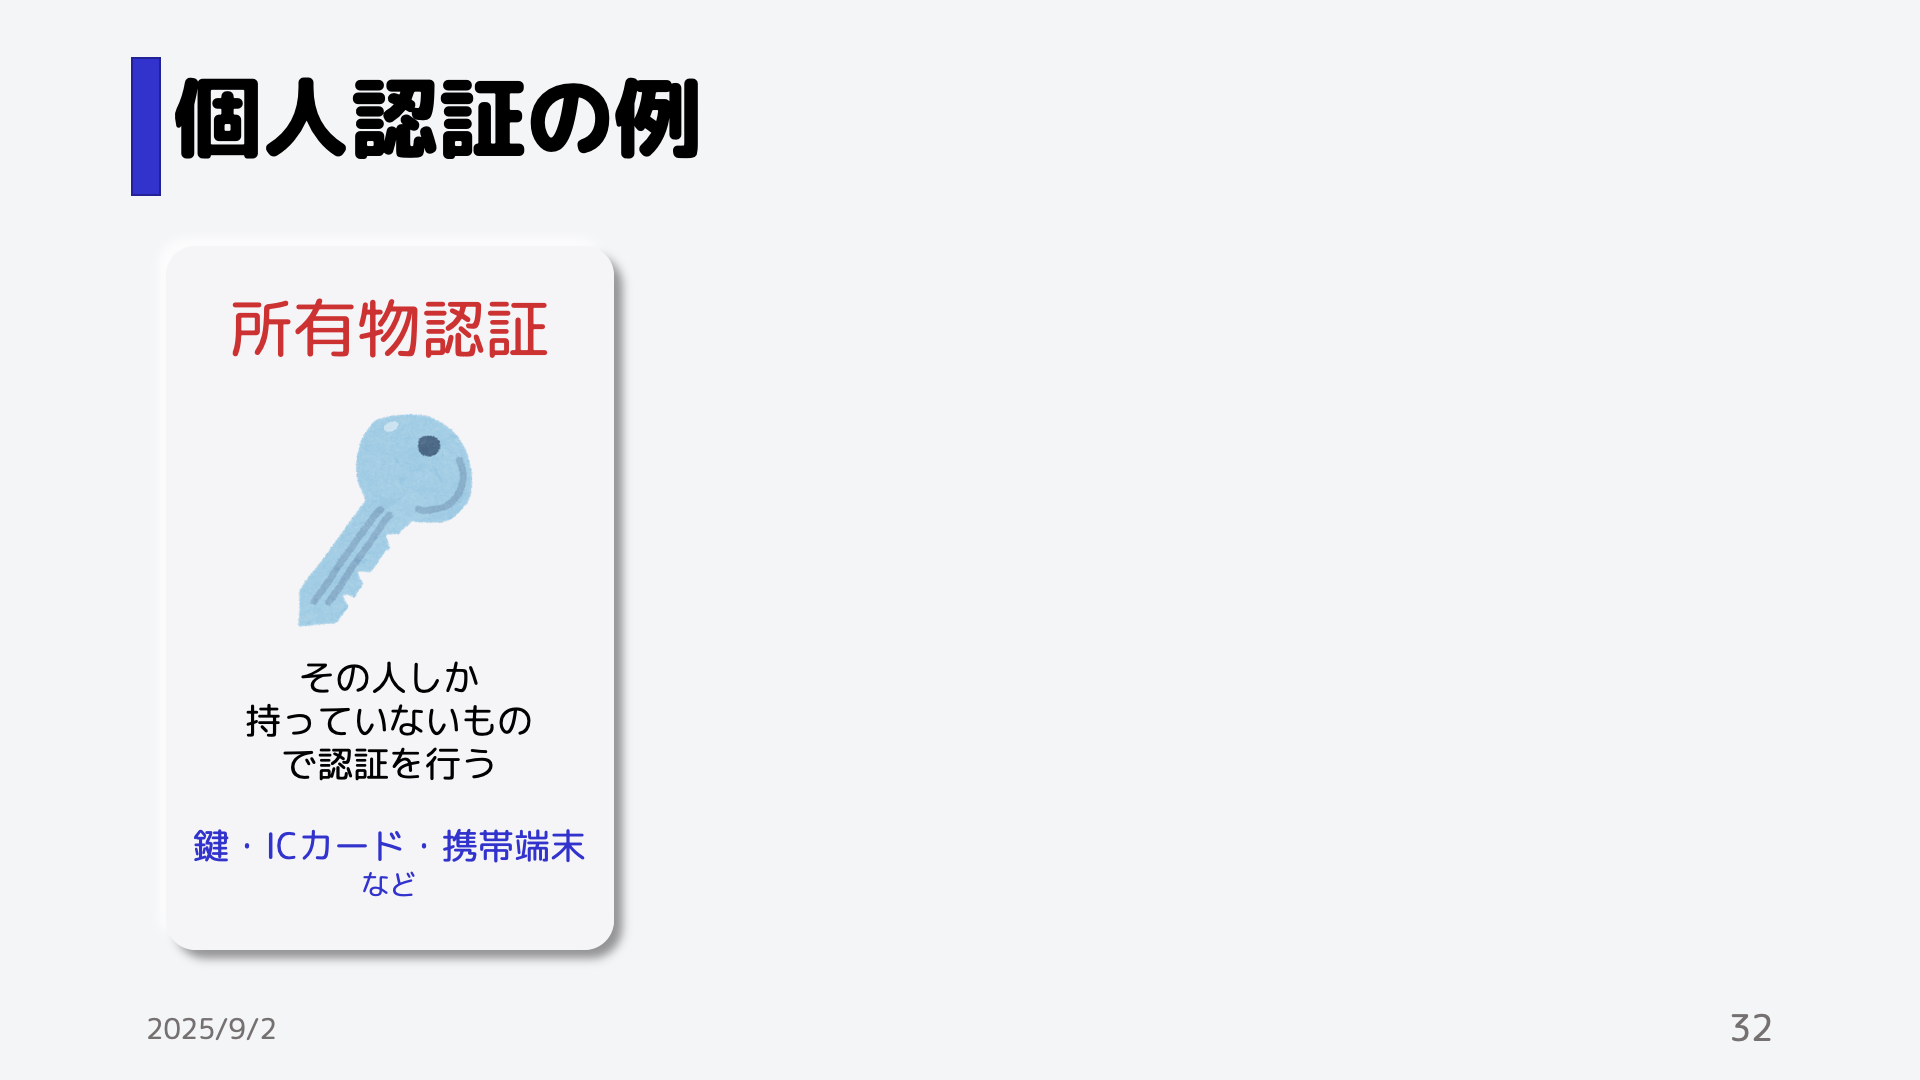 個人認証の例
所有物認証
その人しか
持っていないもの
で認証を行う
鍵・ICカード・携帯端末
など
2025/9/2
32